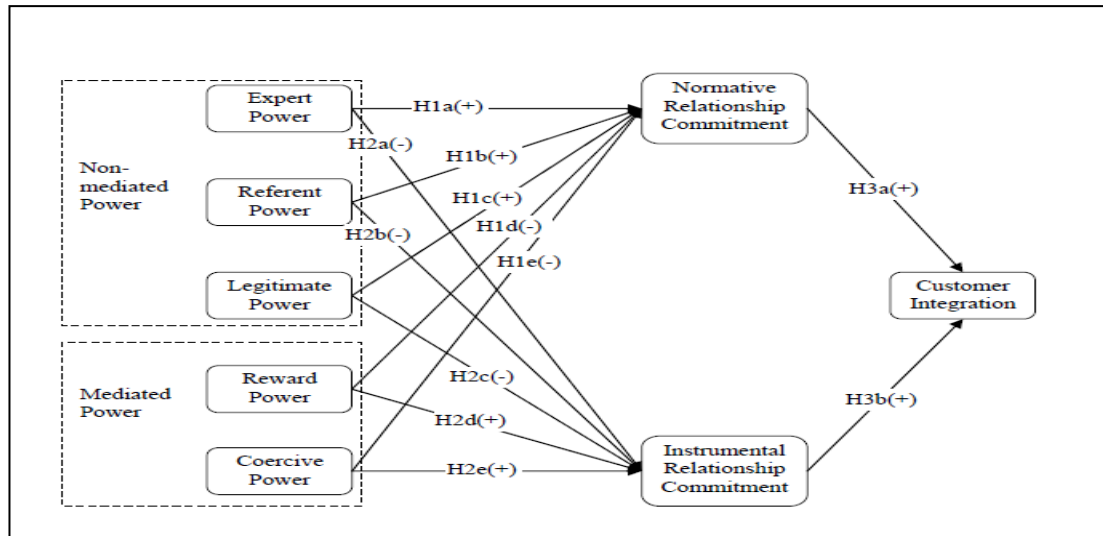 Non-
mediated
Power
Expert
Power
Referent
Power
Legitimate
Power
Mediated
Power
Reward
Power
Coercive
Power
H1a(+)
H2a(-)
H1b(+)
H1c(+)
H1d(-)
H2b(-)
H1e(-)
H2c(-)
H2d(+)
H2e(+)
Normative
Relationship
Commitment
Instrumental
Relationship
Commitment
H3a(+)
H3b(+)
Customer
Integration